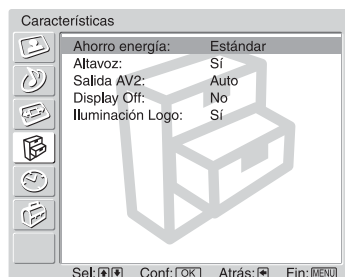 Características
Ahorro energía: Estándar
Altavoz: Sí
Salida AV2: Auto
Display Off: No
Iluminación Logo: Sí
Sel: Conf: OK Atrás: Fin: MENU